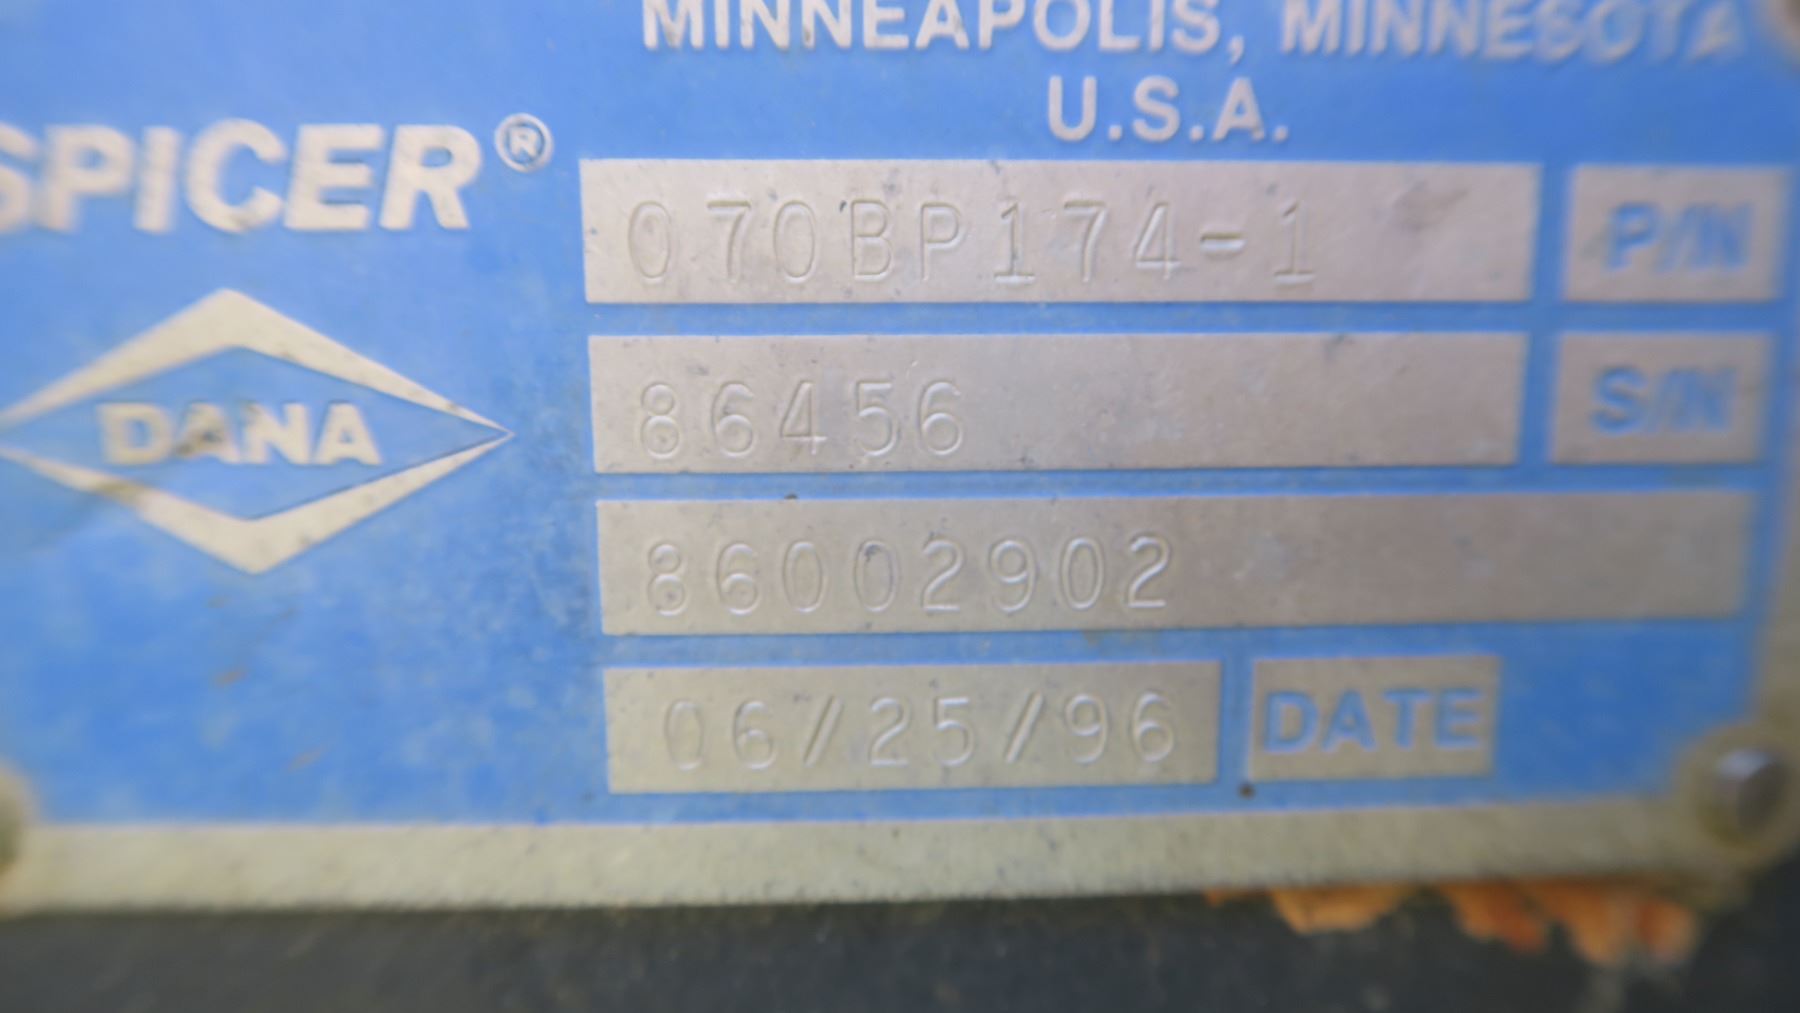 MINNEAPOLIS, MINNESOTA
U.S.A.
SPICER®
070BP174-1 P/N
DANA
86456 S/N
86002902
06/25/96 DATE